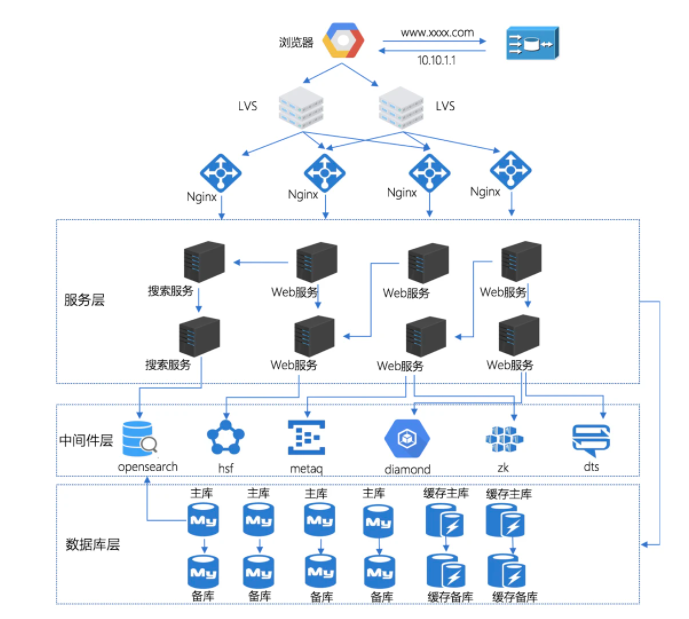 浏览器
www.xxxx.com
10.10.1.1
LVS
LVS
Nginx
Nginx
Nginx
Nginx
服务层
搜索服务
Web服务
Web服务
Web服务
搜索服务
Web服务
Web服务
Web服务
中间件层
opensearch
hsf
metaq
diamond
zk
dts
数据库层
主库
主库
主库
主库
缓存主库
缓存主库
My
My
My
My
My
My
My
My
备库
备库
备库
备库
缓存备库
缓存备库